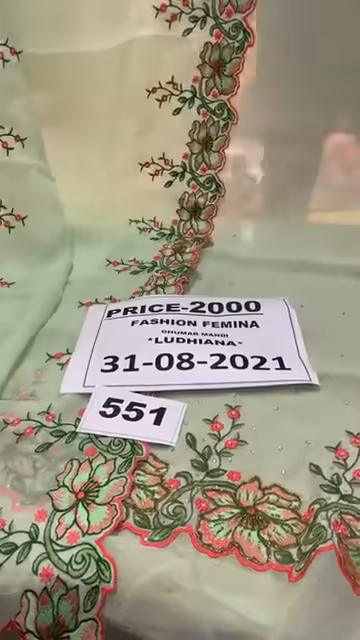 PRICE-2000
FASHION FEMINA
GHUMAR MANDI
*LUDHIANA*
31-08-2021
551